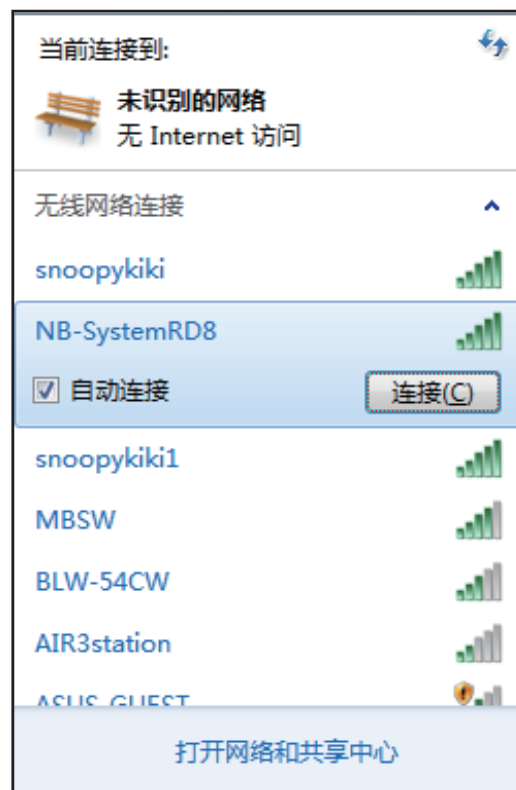 当前连接到:
未识别的网络
无 Internet 访问
无线网络连接
snoopykiki
NB-SystemRD8
自动连接
连接(C)
snoopykiki1
MBSW
BLW-54CW
AIR3station
ASUS-GUEST
打开网络和共享中心